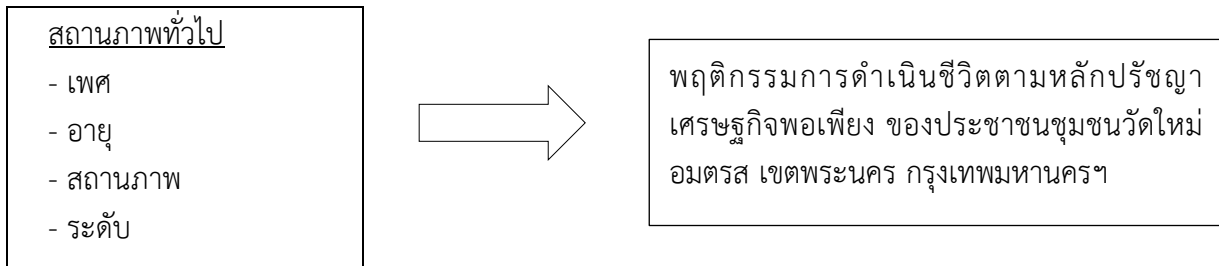 สถานภาพทั่วไป
- เพศ
- อายุ
- สถานภาพ
- ระดับ
พฤติกรรมการดำเนินชีวิตตามหลักปรัชญา
เศรษฐกิจพอเพียง ของประชาชนชุมชนวัดใหม่
อมตรส เขตพระนคร กรุงเทพมหานครฯ